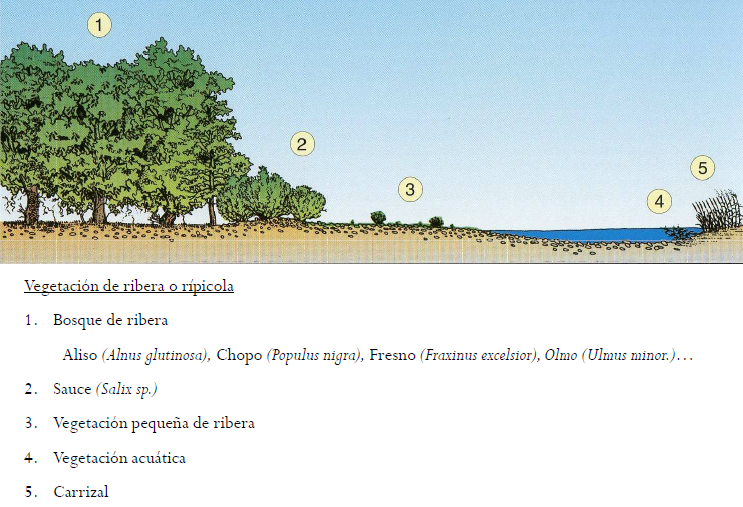 1
2
3
4
5
Vegetación de ribera o rípicola
1. Bosque de ribera
Aliso (Alnus glutinosa), Chopo (Populus nigra), Fresno (Fraxinus excelsior), Olmo (Ulmus minor.)…
2. Sauce (Salix sp.)
3. Vegetación pequeña de ribera
4. Vegetación acuática
5. Carrizal